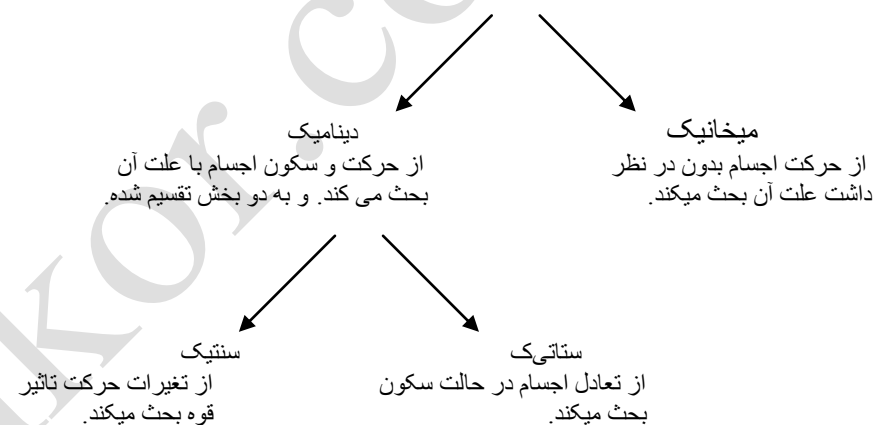 میخانیک
از حرکت اجسام بدون در نظر
داشت علت آن بحث میکند.
دینامیک
از حرکت و سکون اجسام با علت آن
بحث می کند. و به دو بخش تقسیم شده.
ستاتیک
از تعادل اجسام در حالت سکون
بحث میکند.
سنتیک
از تغیرات حرکت تاثیر
قوه بحث میکند.
kor.co